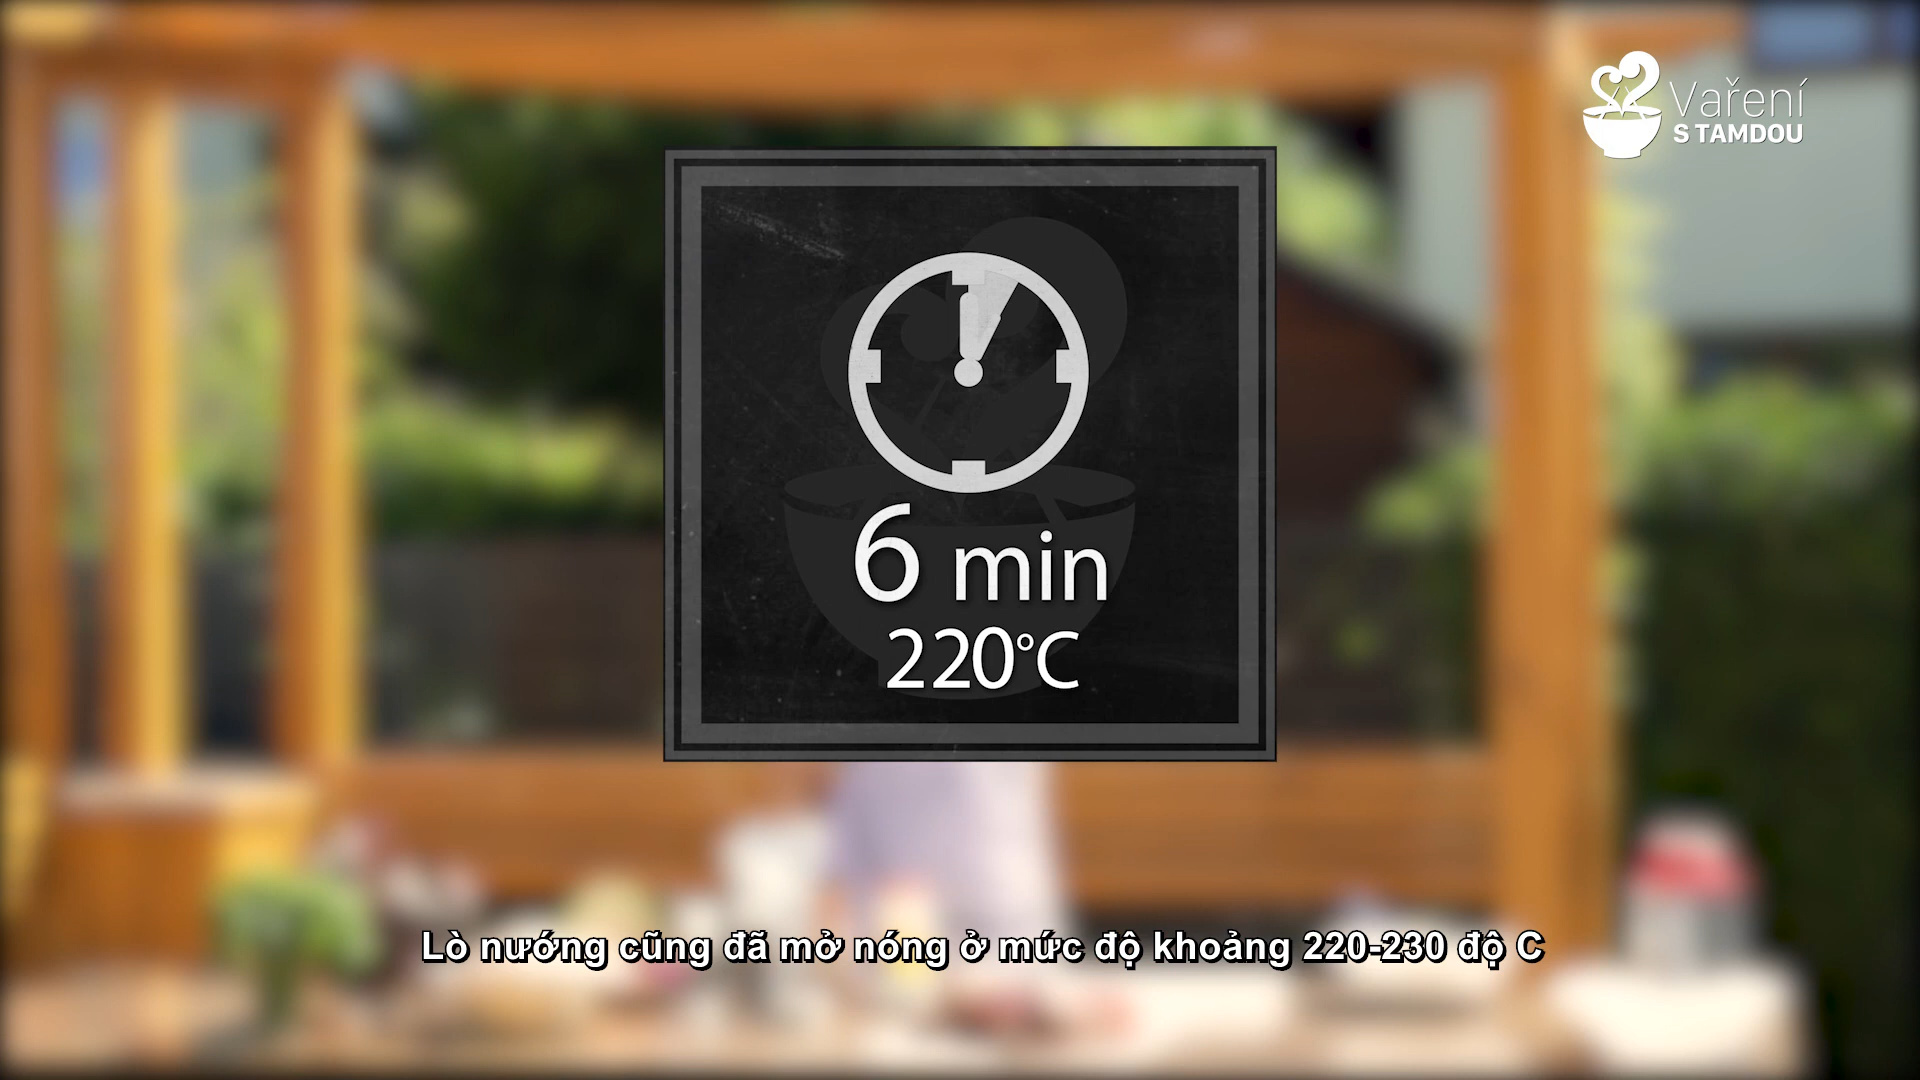 Vaření
S TAMDOU
6 min
220°C
Lò nướng cũng đã mở nóng ở mức độ khoảng 220-230 độ C